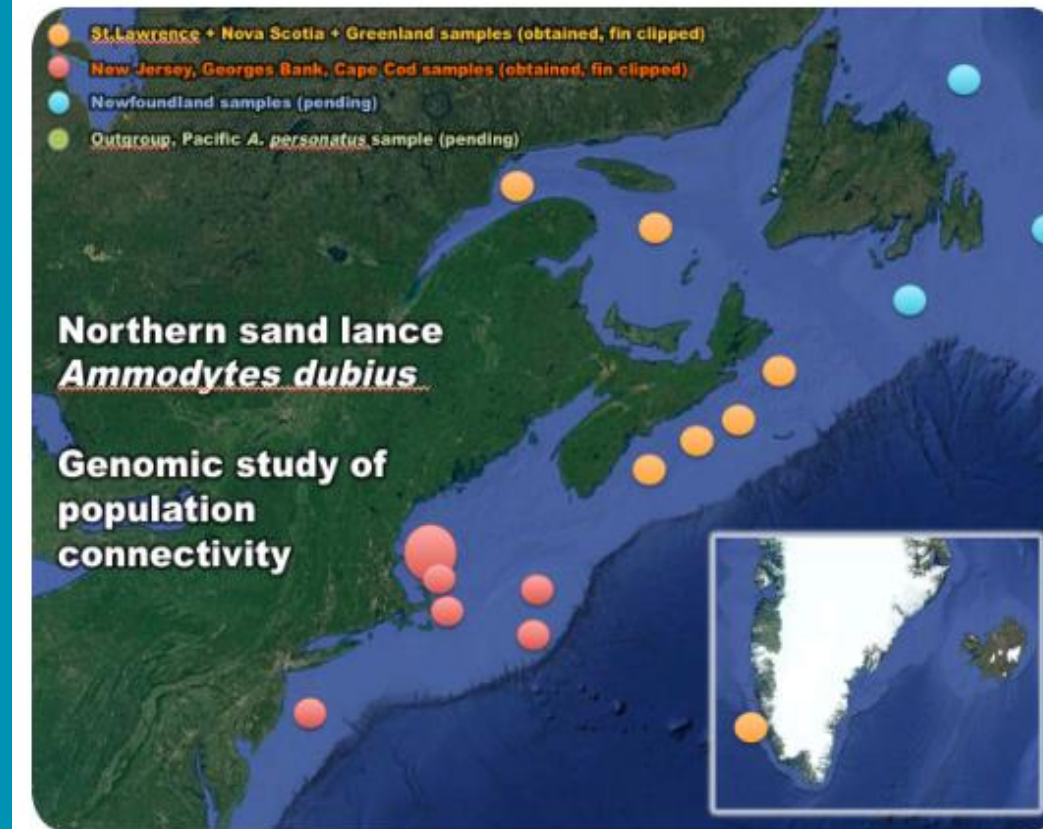 St.Lawrence + Nova Scotia + Greenland samples (obtained, fin clipped)
New Jersey, Georges Bank, Cape Cod samples (obtained, fin clipped)
Newfoundland samples (pending)
Outgroup, Pacific A. personatus sample (pending)
Northern sand lance
Ammodytes dubius
Genomic study of
population
connectivity